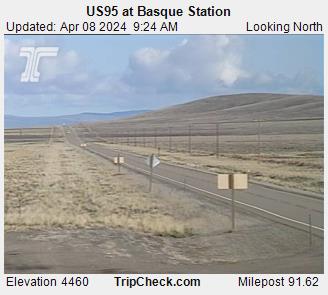 US95 at Basque Station
Updated: Apr 08 2024 9:24 AM Looking North
Elevation 4460 TripCheck.com Milepost 91.62